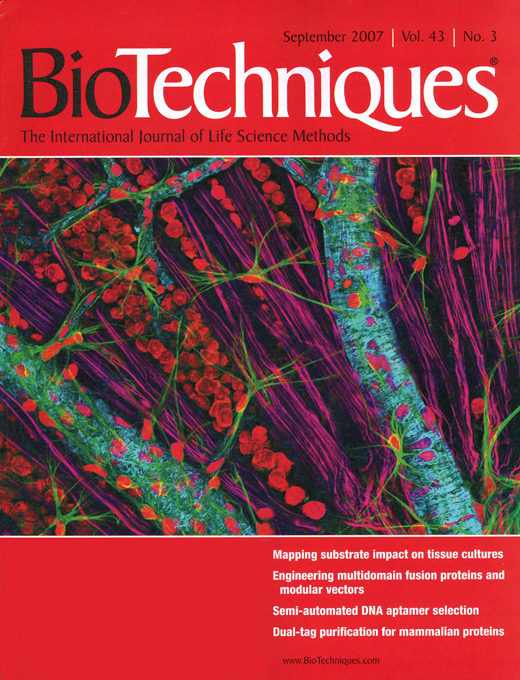 September 2007 | Vol. 43 | No. 3
BioTechniques®
The International Journal of Life Science Methods
Mapping substrate impact on tissue cultures
Engineering multidomain fusion proteins and
modular vectors
Semi-automated DNA aptamer selection
Dual-tag purification for mammalian proteins
www.BioTechniques.com